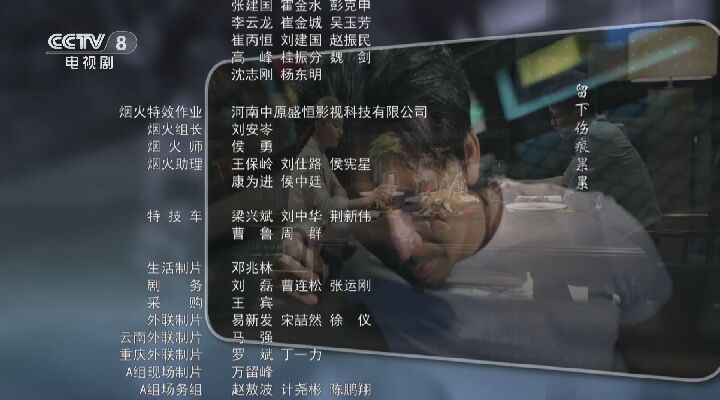 CCTV 8
电视剧
张建国 霍金水 彭克申
李云龙 崔金城 吴玉芳
崔丙恒 刘建国 赵振民
高 峰 桂振分 魏 剑
沈志刚 杨东明
烟火特效作业 河南中原盛恒影视科技有限公司
烟火组长 刘安岑
烟火师 侯 勇
烟火助理 王保岭 刘仕路 侯宪星
康为进 侯中廷
特技车 梁兴斌 刘中华 荆新伟
曹 鲁 周 群
生活制片 邓兆林
剧 务 刘 磊 曹连松 张运刚
采 购 王 宾
外联制片 易新发 宋喆然 徐 仪
云南外联制片 马 强
重庆外联制片 罗 斌 丁一力
A组现场制片 万留峰
A组场务组 赵敖波 计尧彬 陈鹏翔
留下伤痕累累